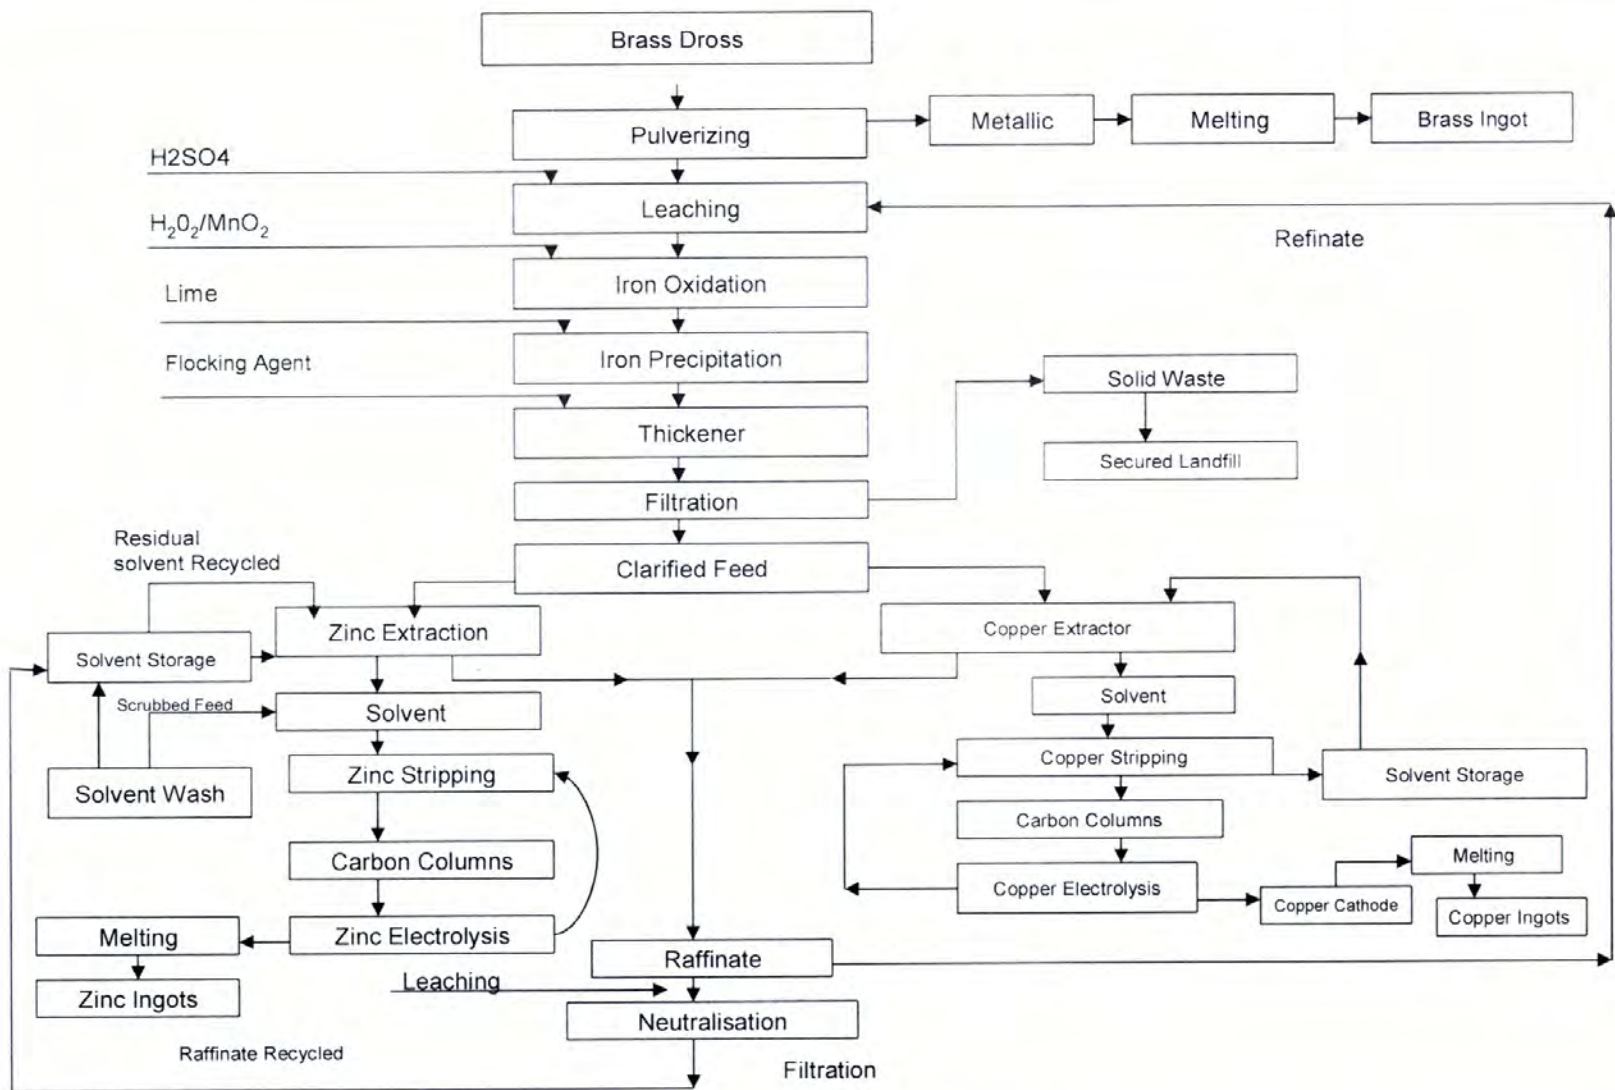 Brass Dross
Pulverizing
Metallic
Melting
Brass Ingot
H2SO4
Leaching
H₂0₂/MnO₂
Refinate
Iron Oxidation
Lime
Iron Precipitation
Flocking Agent
Solid Waste
Thickener
Secured Landfill
Filtration
Residual
solvent Recycled
Clarified Feed
Zinc Extraction
Copper Extractor
Solvent Storage
Scrubbed Feed
Solvent
Solvent
Zinc Stripping
Copper Stripping
Solvent Wash
Solvent Storage
Carbon Columns
Carbon Columns
Melting
Copper Electrolysis
Copper Cathode
Copper Ingots
Melting
Zinc Electrolysis
Raffinate
Leaching
Zinc Ingots
Neutralisation
Raffinate Recycled
Filtration